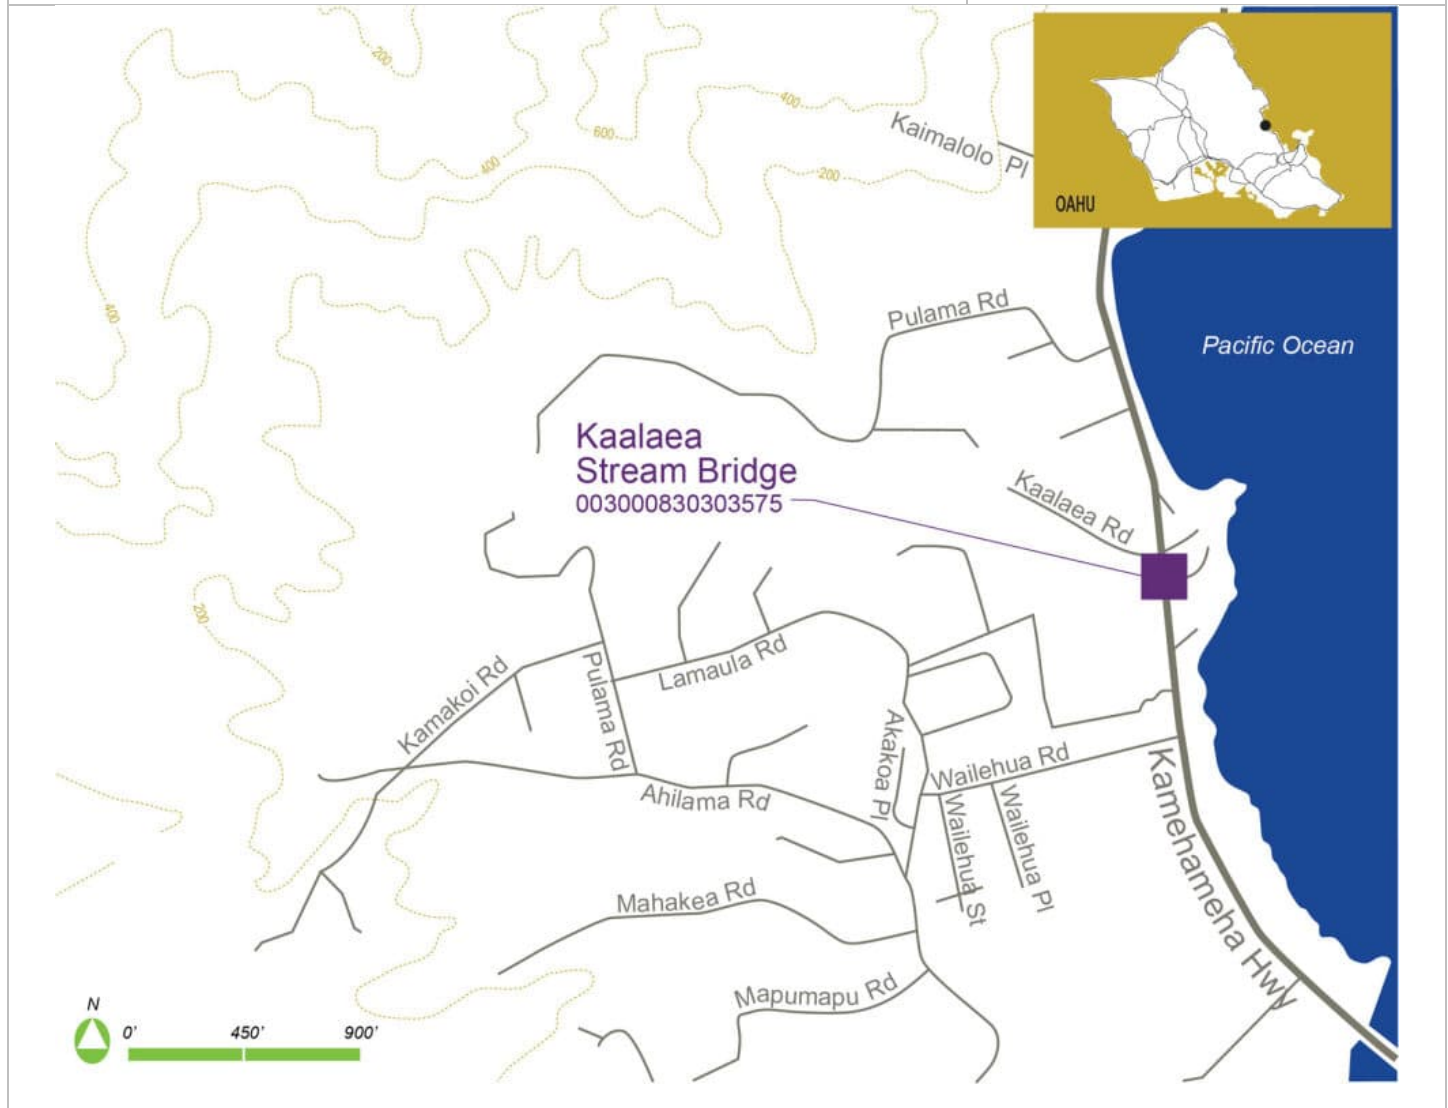 200
400
600
400
Kaimalolo Pl
200
OAHU
400
Pulama Rd
Pacific Ocean
Kaalaea
Stream Bridge
003000830303575
Kaalaea Rd
200
Kamakoi Rd
Pulama Rd
Lamaula Rd
Akakoa Pl
Wailehua Rd
Ahilama Rd
Wailehua St
Wailehua Pl
Kamehameha Hwy
Mahakea Rd
Mapumapu Rd
N
0' 450' 900'